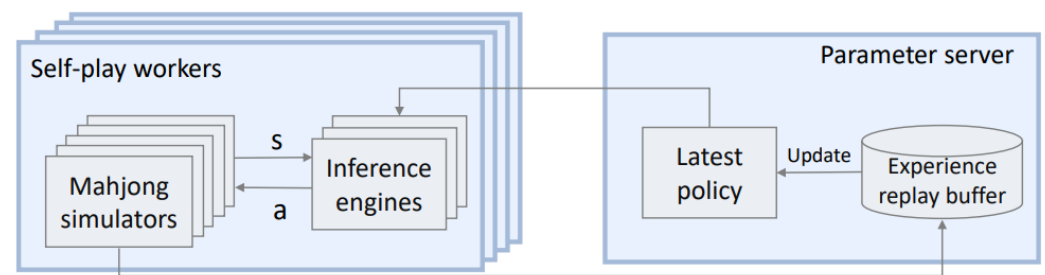 Self-play workers
Parameter server
Mahjong
simulators
s
a
Inference
engines
Latest
policy
Update
Experience
replay buffer